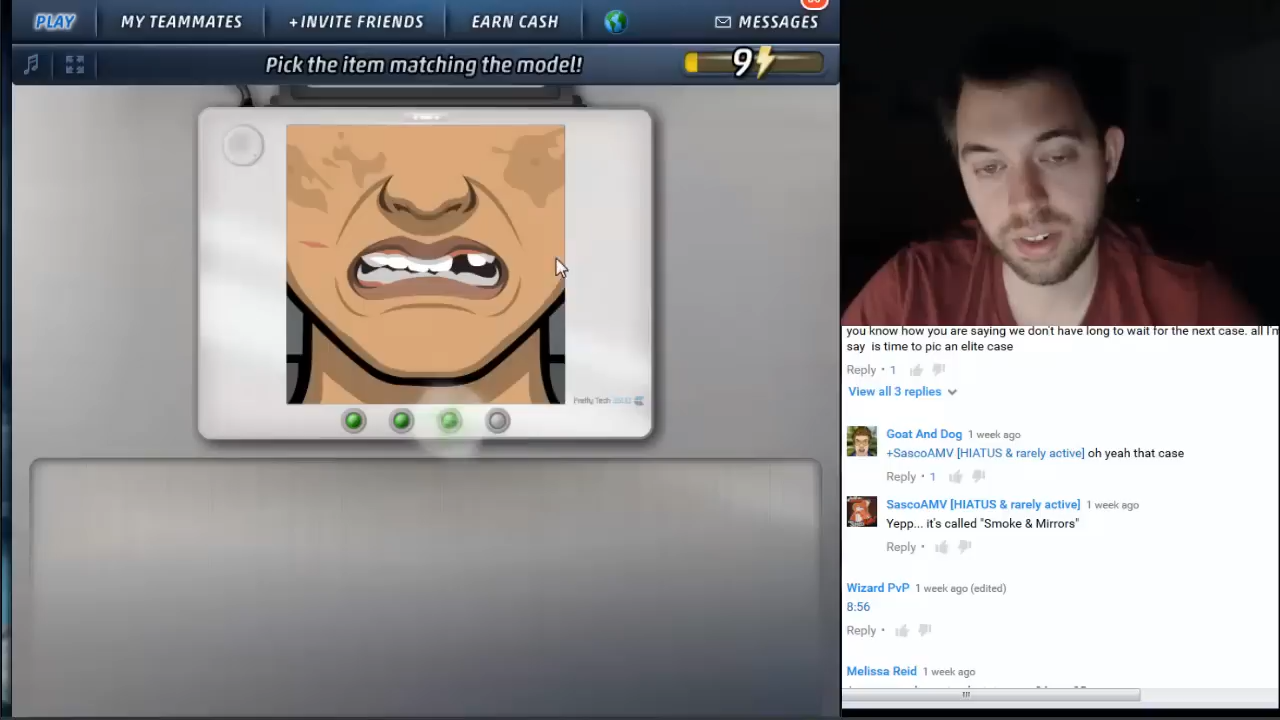 PLAY
MY TEAMMATES
+INVITE FRIENDS
EARN CASH
MESSAGES
Pick the item matching the model!
9
Pretty Tech
you know how you are saying we don't have long to wait for the next case. all I'm
say is time to pic an elite case
Reply • 1
View all 3 replies
Goat And Dog 1 week ago
+SascoAMV [HIATUS & rarely active] oh yeah that case
Reply • 1
SascoAMV [HIATUS & rarely active] 1 week ago
Yepp... it's called "Smoke & Mirrors"
Reply •
Wizard PvP 1 week ago (edited)
8:56
Reply •
Melissa Reid 1 week ago